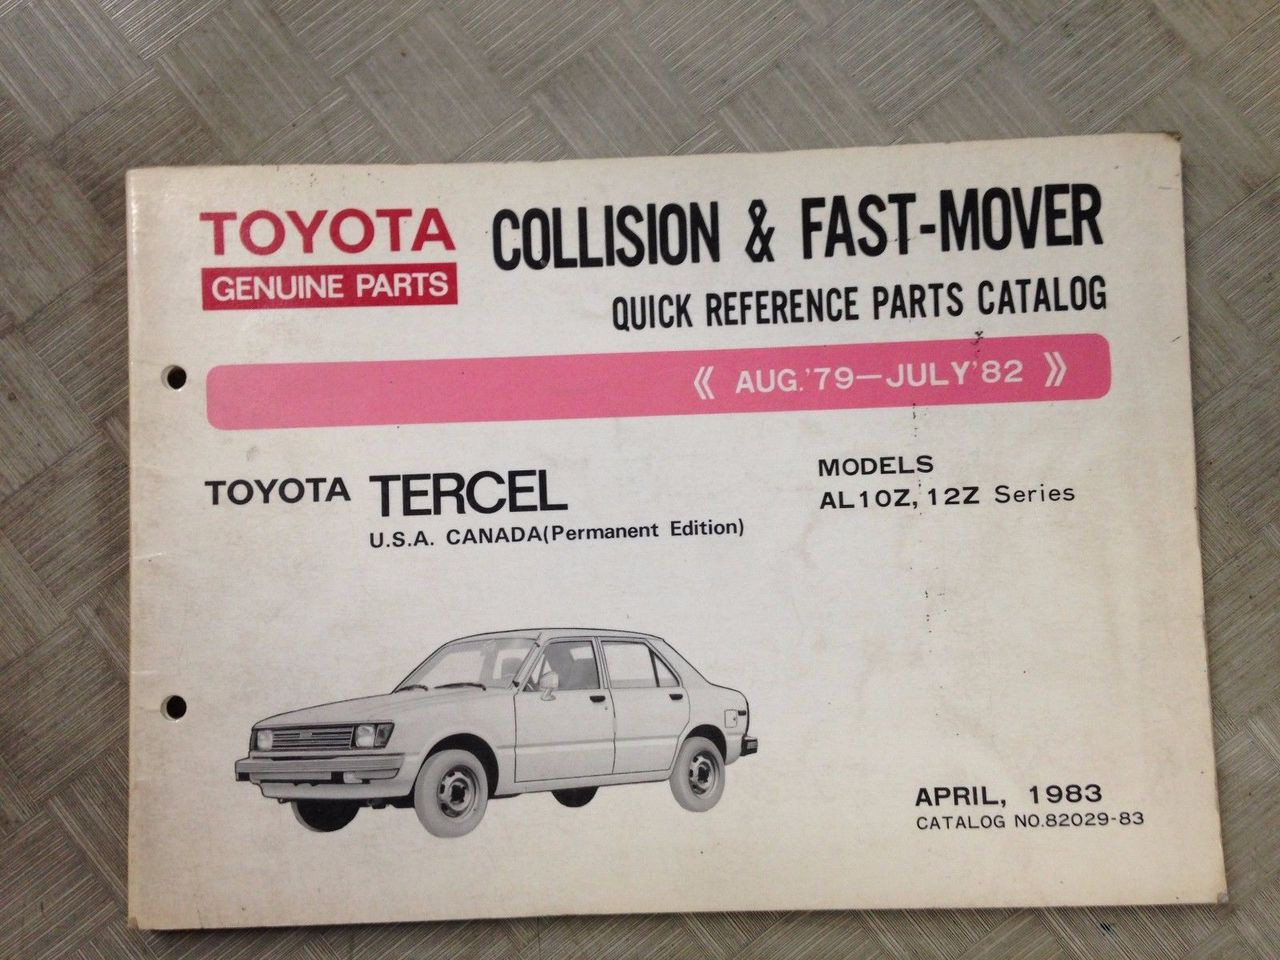 TOYOTA
GENUINE PARTS
COLLISION & FAST-MOVER
QUICK REFERENCE PARTS CATALOG
《 AUG.'79—JULY'82 》
TOYOTA TERCEL
U.S.A. CANADA(Permanent Edition)
MODELS
AL10Z, 12Z Series
APRIL, 1983
CATALOG NO.82029-83